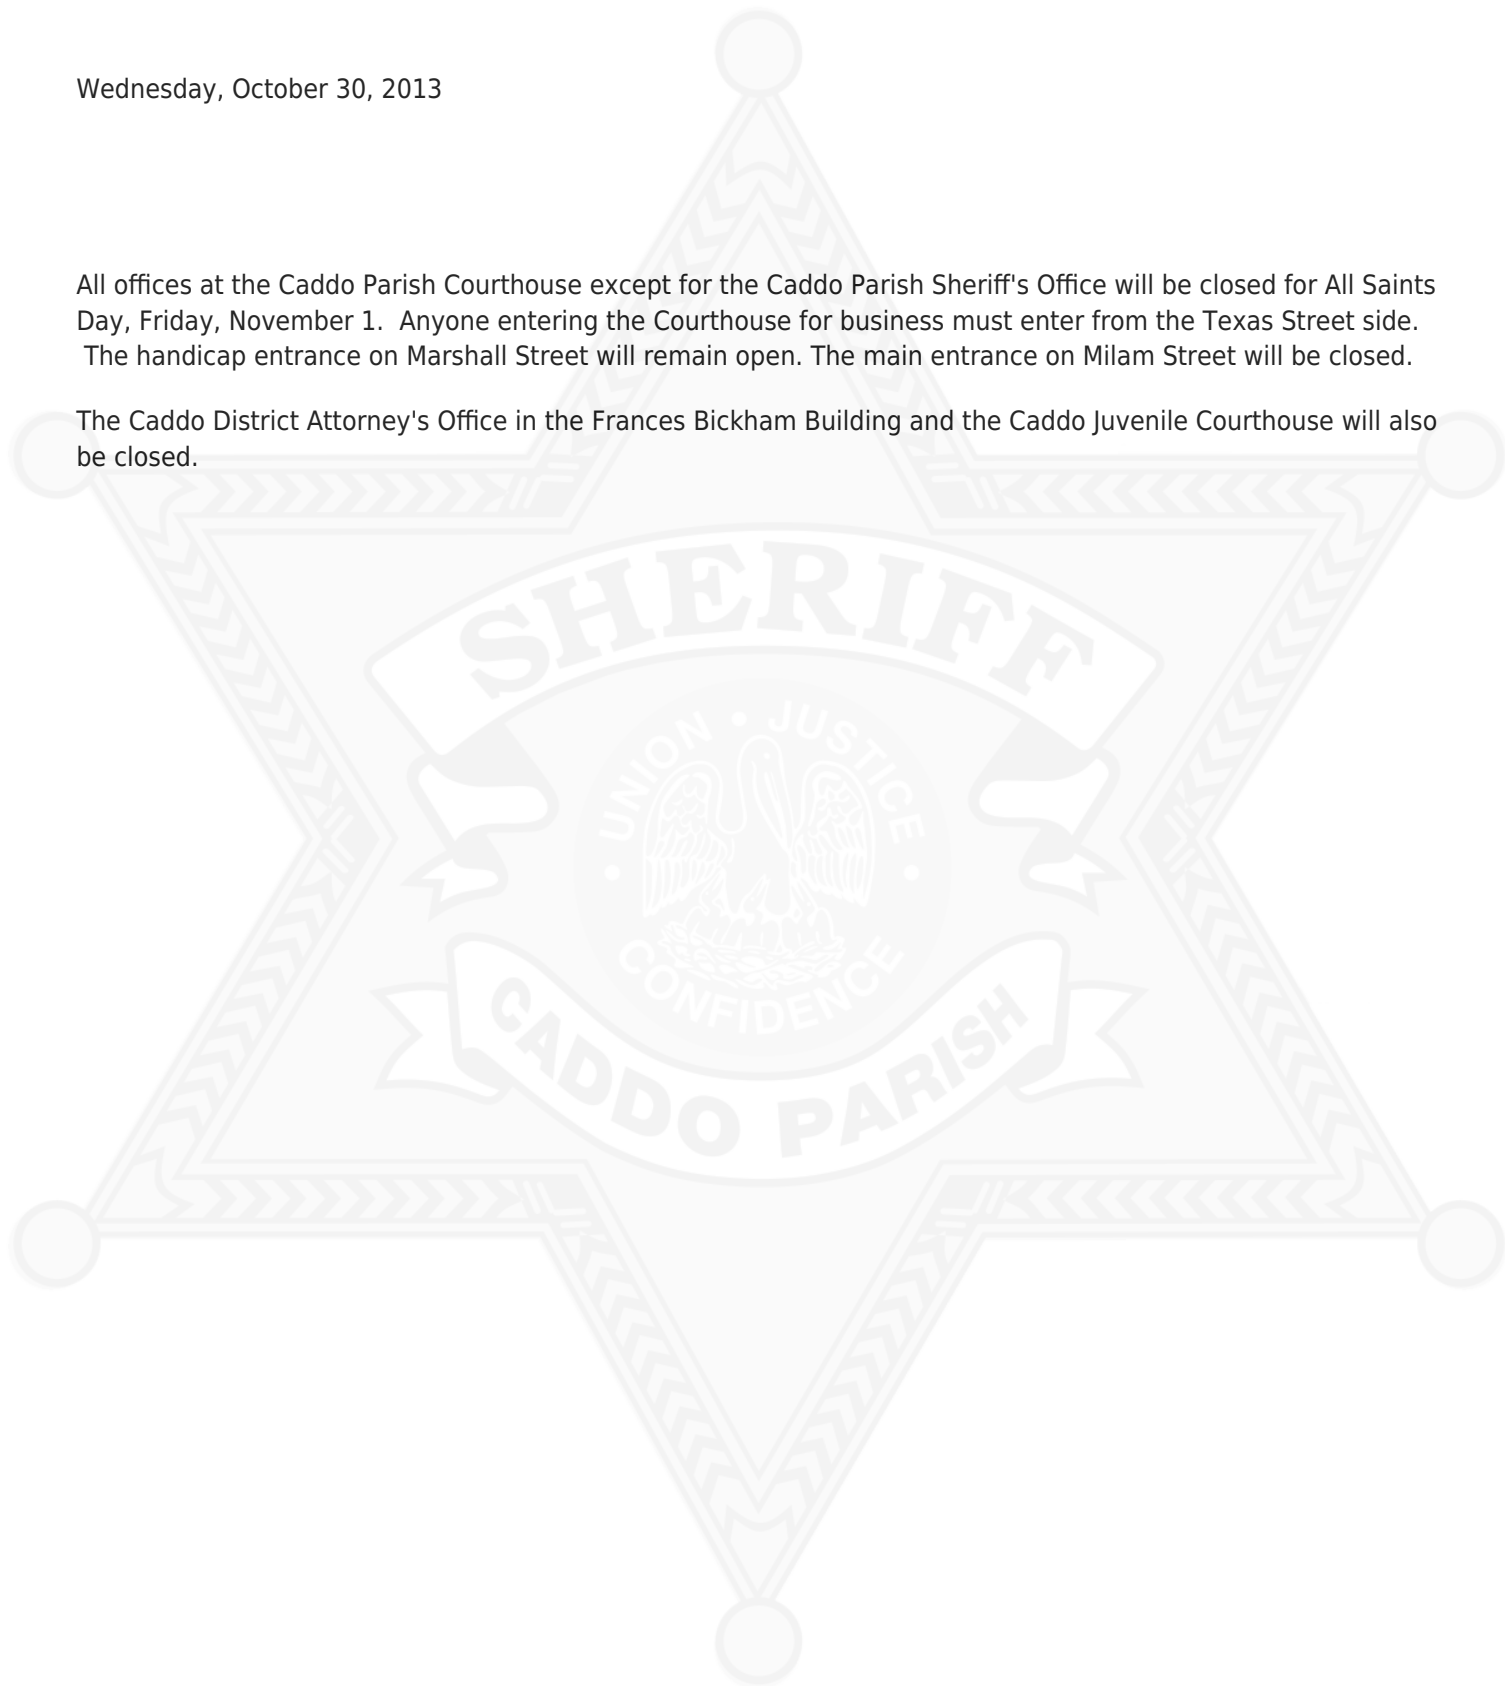 Wednesday, October 30, 2013
All offices at the Caddo Parish Courthouse except for the Caddo Parish Sheriff's Office will be closed for All Saints
Day, Friday, November 1.  Anyone entering the Courthouse for business must enter from the Texas Street side.
The handicap entrance on Marshall Street will remain open. The main entrance on Milam Street will be closed.
The Caddo District Attorney's Office in the Frances Bickham Building and the Caddo Juvenile Courthouse will also
be closed.
SHERIFF
UNION • JUSTICE
• CONFIDENCE •
CADDO PARISH